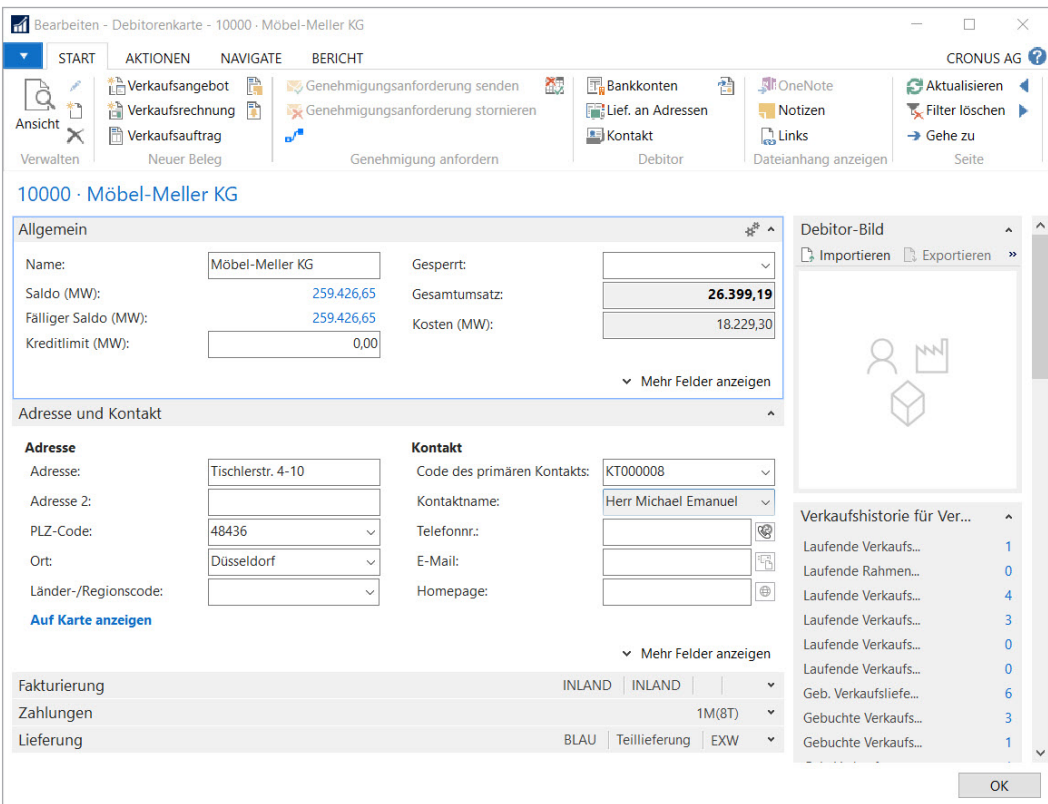 Bearbeiten - Debitorenkarte - 10000 · Möbel-Meller KG
START AKTIONEN NAVIGATE BERICHT CRONUS AG
Ansicht
Verwalten
Verkaufsangebot
Verkaufsrechnung
Verkaufsauftrag
Neuer Beleg
Genehmigungsanforderung senden
Genehmigungsanforderung stornieren
Genehmigung anfordern
Bankkonten
Lief. an Adressen
Kontakt
Debitor
OneNote
Notizen
Links
Dateianhang anzeigen
Aktualisieren
Filter löschen
Gehe zu
Seite
10000 · Möbel-Meller KG
Allgemein
Name: Möbel-Meller KG
Saldo (MW): 259.426,65
Fälliger Saldo (MW): 259.426,65
Kreditlimit (MW): 0,00
Gesperrt:
Gesamtumsatz: 26.399,19
Kosten (MW): 18.229,30
Mehr Felder anzeigen
Adresse und Kontakt
Adresse
Adresse: Tischlerstr. 4-10
Adresse 2:
PLZ-Code: 48436
Ort: Düsseldorf
Länder-/Regionscode:
Auf Karte anzeigen
Kontakt
Code des primären Kontakts: KT000008
Kontaktname: Herr Michael Emanuel
Telefonnr.:
E-Mail:
Homepage:
Mehr Felder anzeigen
Fakturierung INLAND INLAND
Zahlungen 1M(8T)
Lieferung BLAU Teillieferung EXW
Debitor-Bild
Importieren Exportieren »
Verkaufshistorie für Ver...
Laufende Verkaufs... 1
Laufende Rahmen... 0
Laufende Verkaufs... 4
Laufende Verkaufs... 3
Laufende Verkaufs... 0
Laufende Verkaufs... 0
Geb. Verkaufsliefe... 6
Gebuchte Verkaufs... 3
Gebuchte Verkaufs... 1
OK